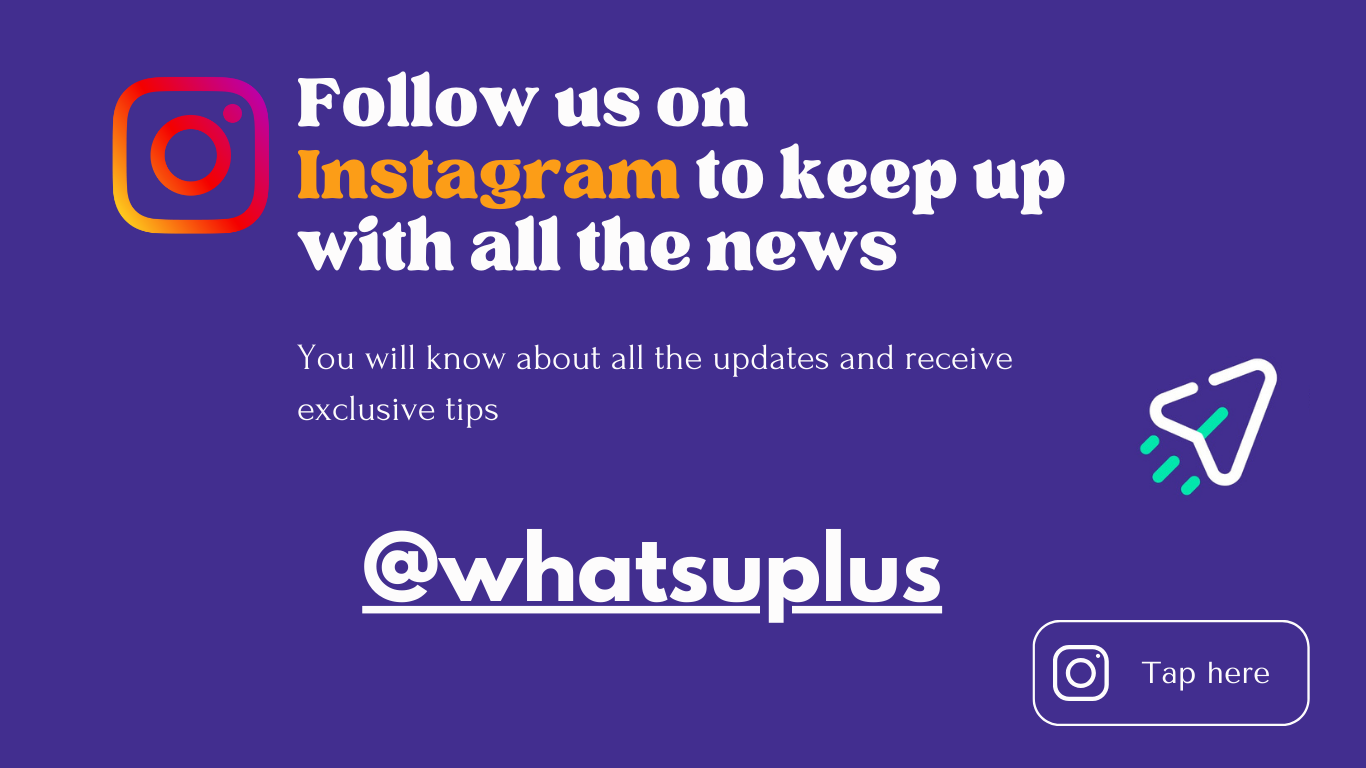 Follow us on
Instagram to keep up
with all the news
You will know about all the updates and receive
exclusive tips
@whatsuplus
Tap here